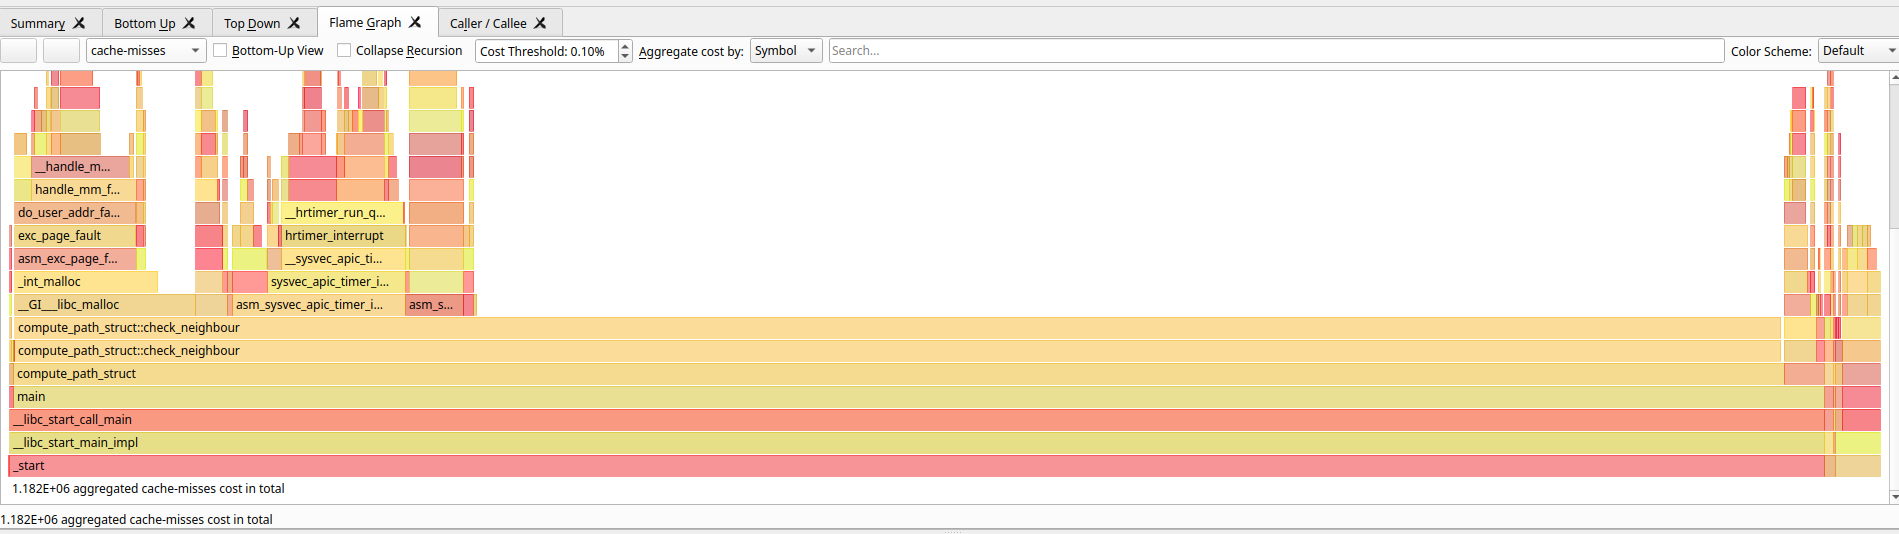 Summary Bottom Up Top Down Flame Graph Caller / Callee
cache-misses Bottom-Up View Collapse Recursion Cost Threshold: 0.10% Aggregate cost by: Symbol Search... Color Scheme: Default
__handle_m...
handle_mm_f...
do_user_addr_fa... __hrtimer_run_q...
exc_page_fault hrtimer_interrupt
asm_exc_page_f... __sysvec_apic_ti...
_int_malloc sysvec_apic_timer_i...
__GI___libc_malloc asm_sysvec_apic_timer_i... asm_s...
compute_path_struct::check_neighbour
compute_path_struct::check_neighbour
compute_path_struct
main
__libc_start_call_main
__libc_start_main_impl
_start
1.182E+06 aggregated cache-misses cost in total
1.182E+06 aggregated cache-misses cost in total